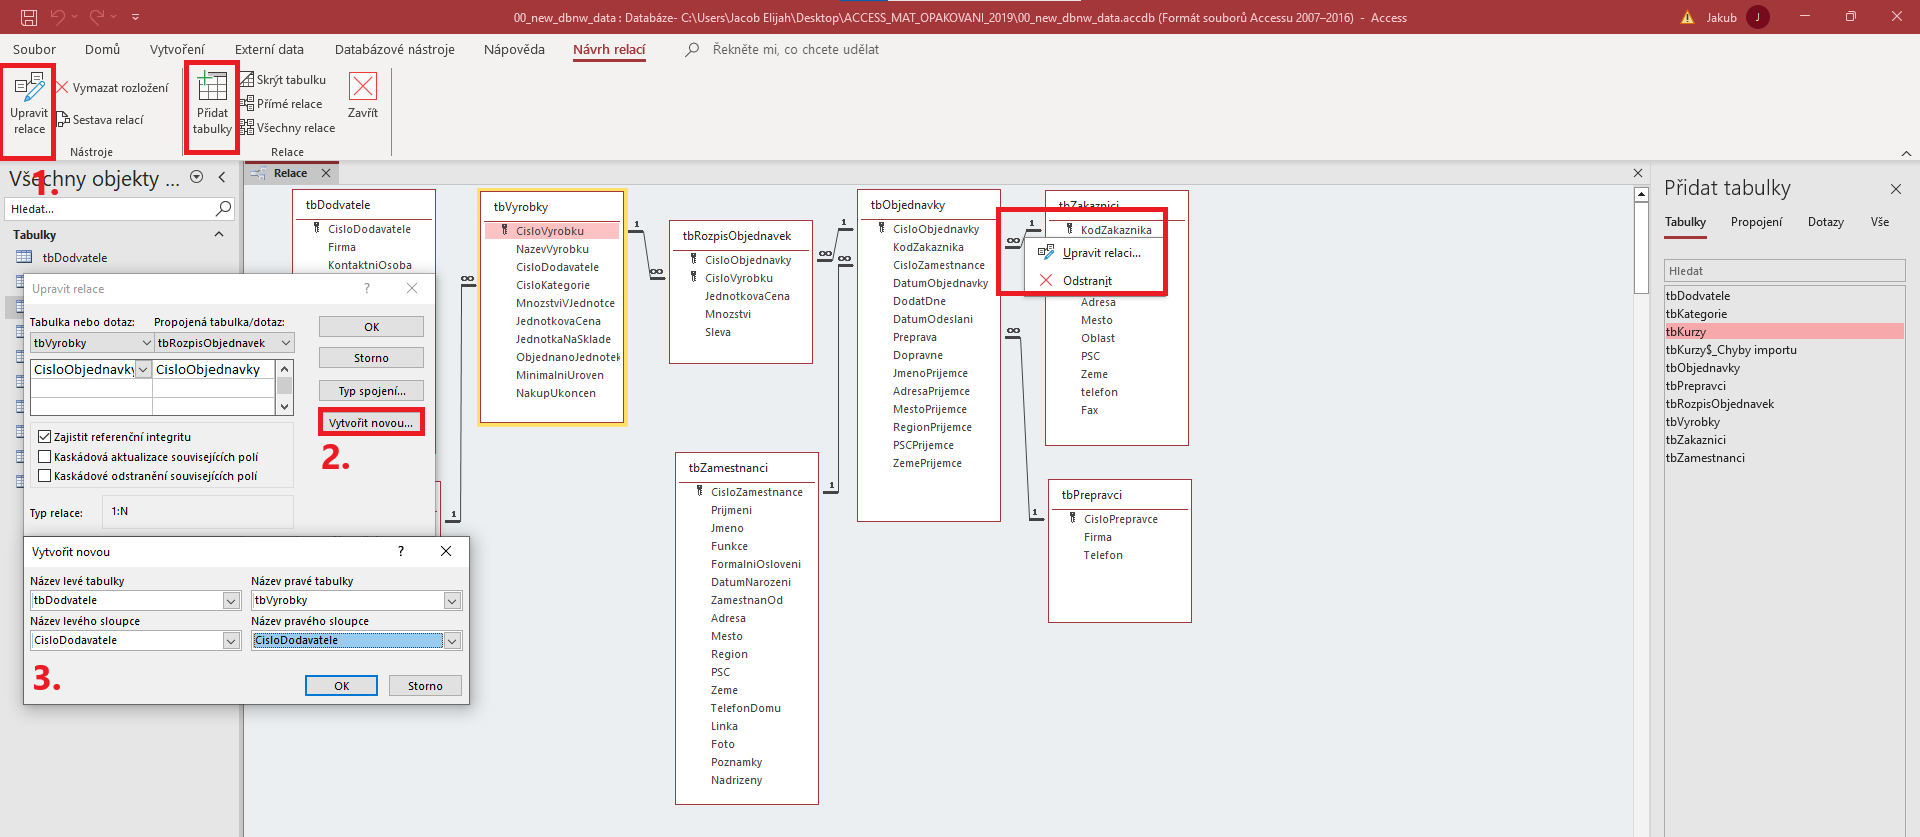 00_new_dbnw_data : Databáze- C:\Users\Jacob Elijah\Desktop\ACCESS_MAT_OPAKOVANI_2019\00_new_dbnw_data.accdb (Formát souborů Accessu 2007–2016) - Access
Jakub
J
Soubor
Domů
Vytvoření
Externí data
Databázové nástroje
Nápověda
Návrh relací
Řekněte mi, co chcete udělat
Upravit
relace
Vymazat rozložení
Sestava relací
Nástroje
Přidat
tabulky
Skrýt tabulku
Přímé relace
Všechny relace
Zavřít
Relace
1.
Všechny objekty ...
Hledat...
Tabulky
tbDodvatele
Relace
tbDodvatele
CisloDodavatele
Firma
KontaktniOsoba
tbVyrobky
CisloVyrobku
NazevVyrobku
CisloDodavatele
CisloKategorie
MnozstviVJednotce
JednotkovaCena
JednotkaNaSklade
ObjednanoJednotek
MinimalniUroven
NakupUkoncen
tbRozpisObjednavek
CisloObjednavky
CisloVyrobku
JednotkovaCena
Mnozstvi
Sleva
tbObjednavky
CisloObjednavky
KodZakaznika
CisloZamestnance
DatumObjednavky
DodatDne
DatumOdeslani
Preprava
Dopravne
JmenoPrijemce
AdresaPrijemce
MestoPrijemce
RegionPrijemce
PSCPrijemce
ZemePrijemce
tbZakaznici
KodZakaznika
Upravit relaci...
Odstranit
Adresa
Mesto
Oblast
PSC
Zeme
telefon
Fax
tbZamestnanci
CisloZamestnance
Prijmeni
Jmeno
Funkce
FormalniOsloveni
DatumNarozeni
ZamestnanOd
Adresa
Mesto
Region
PSC
Zeme
TelefonDomu
Linka
Foto
Poznamky
Nadrizeny
tbPrepravci
CisloPrepravce
Firma
Telefon
1
∞
∞
1
∞
1
∞
1
∞
1
∞
1
Upravit relace
?
Tabulka nebo dotaz:
Propojená tabulka/dotaz:
tbVyrobky
tbRozpisObjednavek
CisloObjednavky
CisloObjednavky
OK
Storno
Typ spojení...
Vytvořit novou...
2.
Zajistit referenční integritu
Kaskádová aktualizace souvisejících polí
Kaskádové odstranění souvisejících polí
Typ relace:
1:N
Vytvořit novou
?
Název levé tabulky
Název pravé tabulky
tbDodvatele
tbVyrobky
Název levého sloupce
Název pravého sloupce
CisloDodavatele
CisloDodavatele
3.
OK
Storno
Přidat tabulky
Tabulky
Propojení
Dotazy
Vše
Hledat
tbDodvatele
tbKategorie
tbKurzy
tbKurzy$_Chyby importu
tbObjednavky
tbPrepravci
tbRozpisObjednavek
tbVyrobky
tbZakaznici
tbZamestnanci